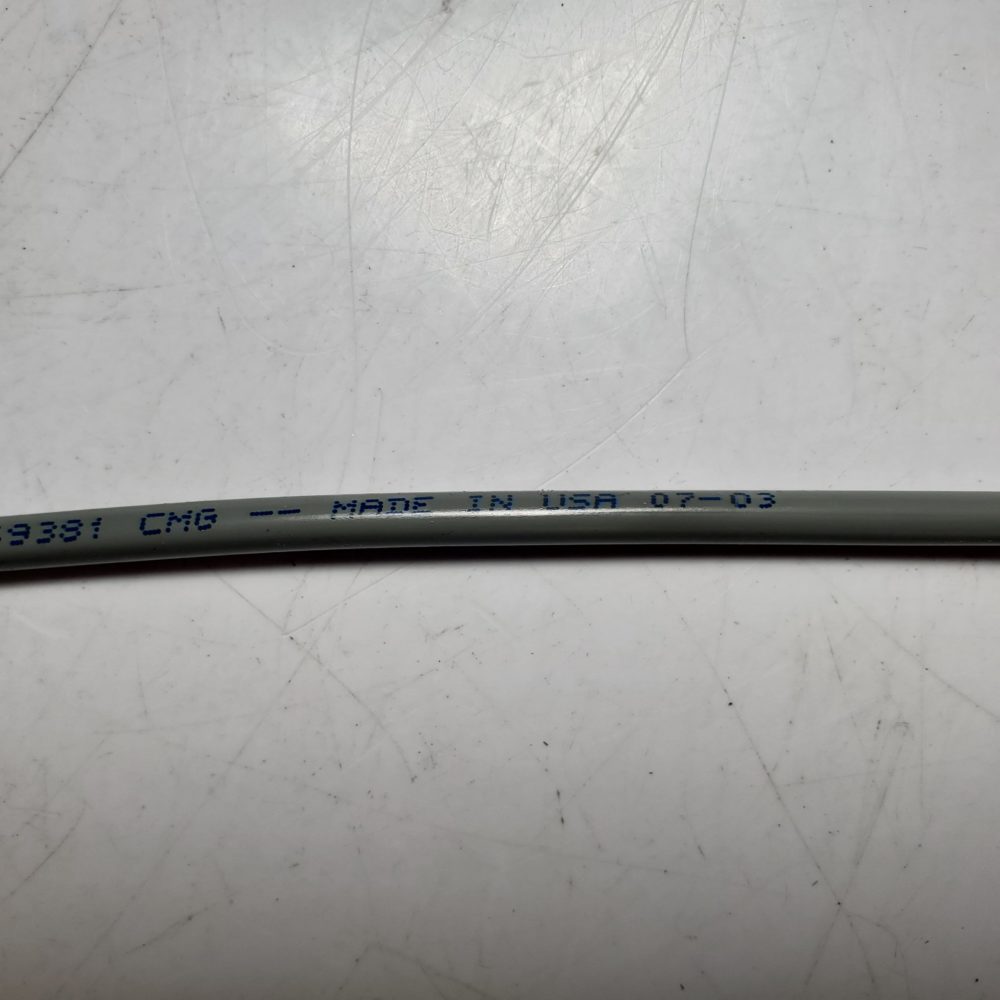 9381 CMG -- MADE IN USA 07-03